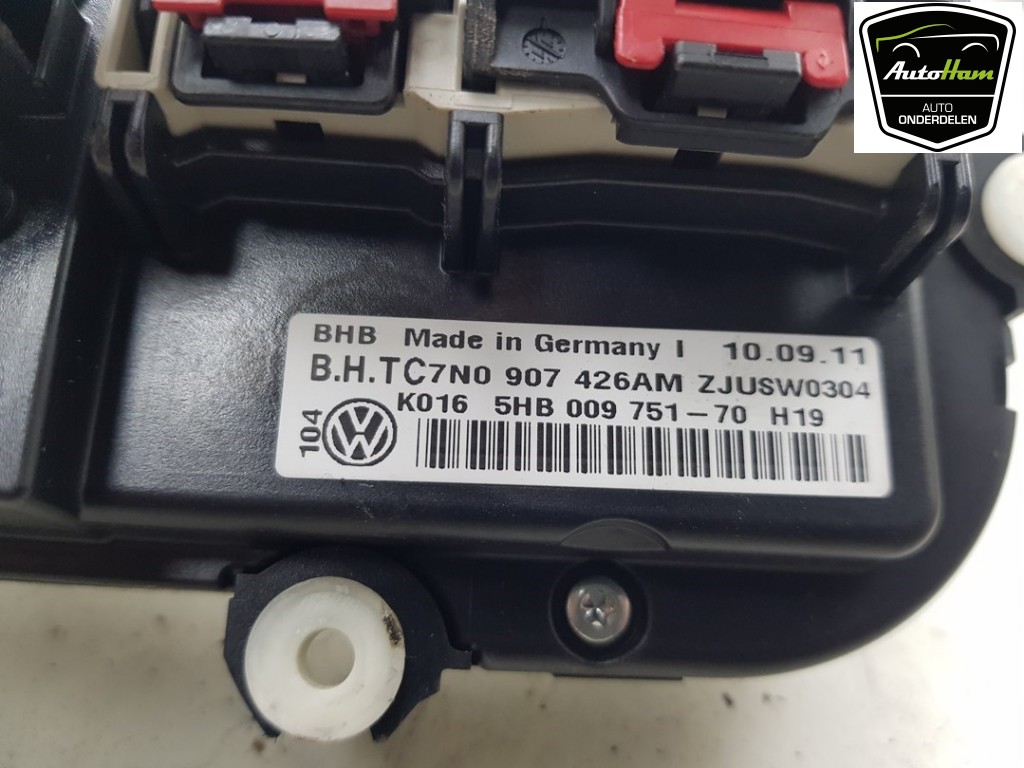 AutoHam
AUTO
ONDERDELEN
BHB Made in Germany I 10.09.11
B.H.TC7N0 907 426AM ZJUSW0304
K016 5HB 009 751-70 H19
104